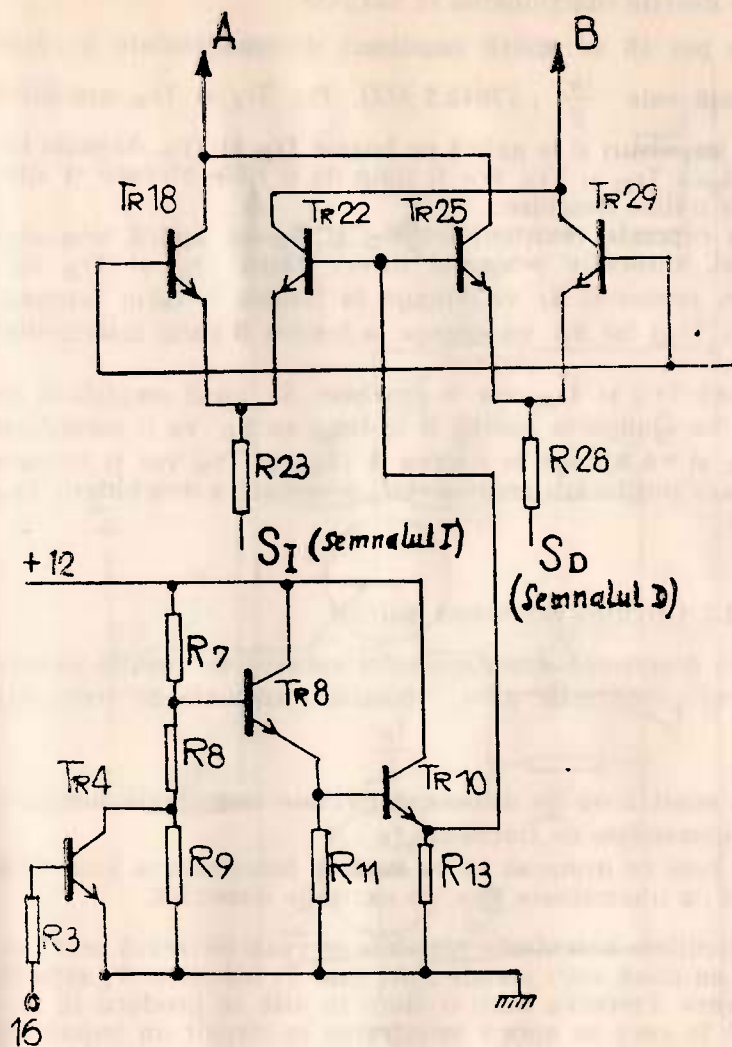 A
B
TR18
TR22
TR25
TR29
R23
R28
SI (semnalul I)
SD
(semnalul D)
+12
R7
TR8
R8
TR4
TR10
R9
R11
R13
R3
16